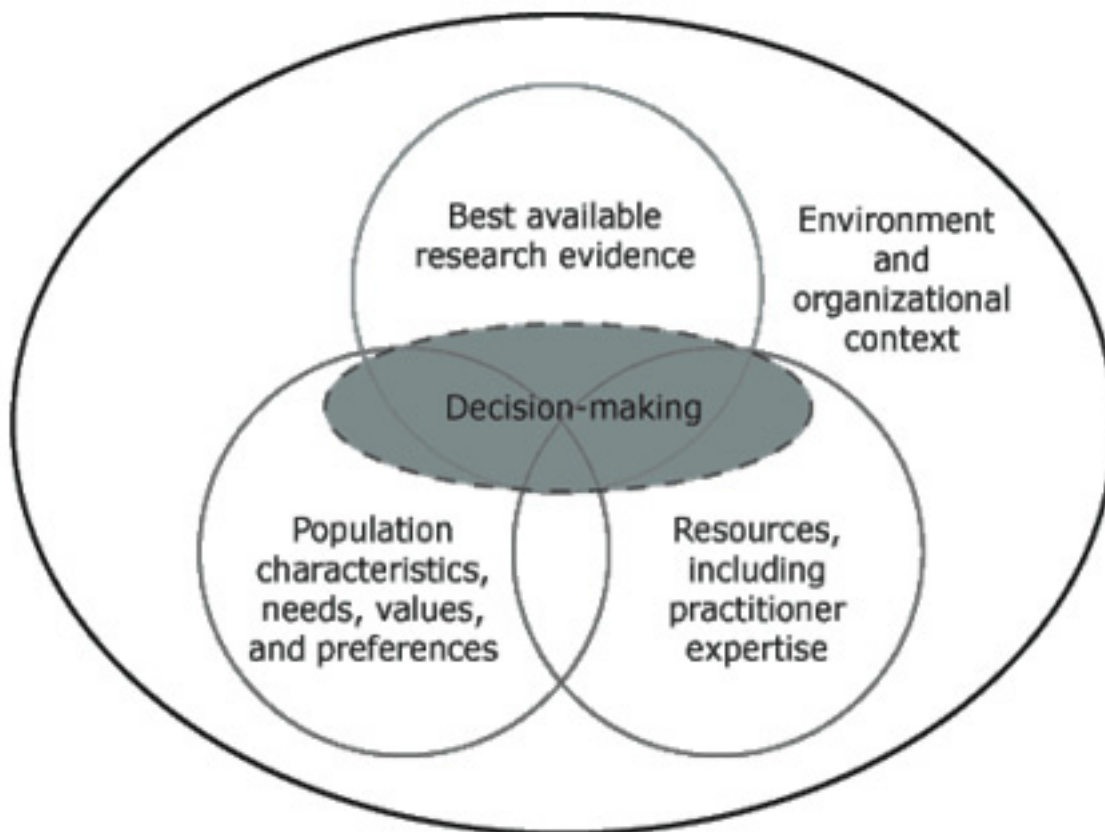 Best available
research evidence
Environment
and
organizational
context
Decision-making
Population
characteristics,
needs, values,
and preferences
Resources,
including
practitioner
expertise